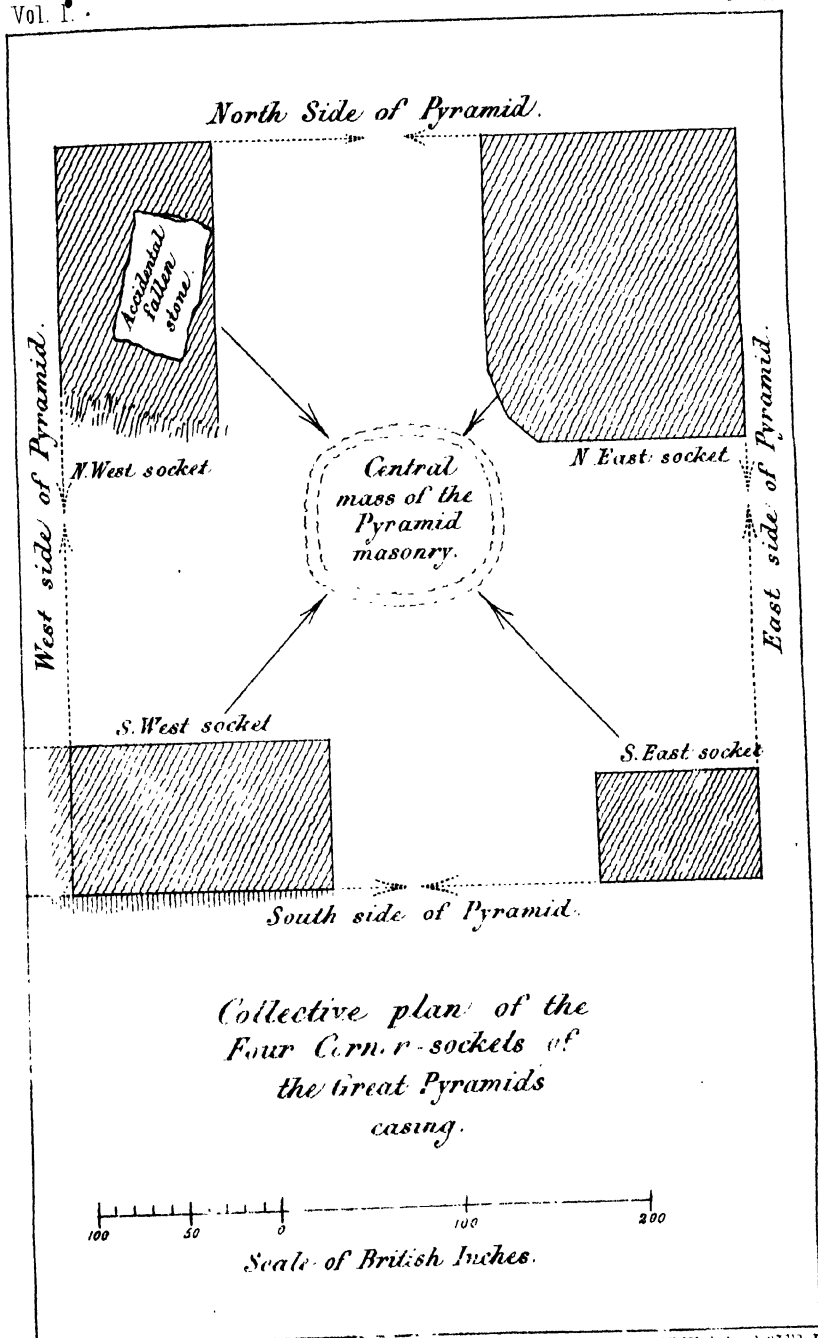 Vol. 1.
North Side of Pyramid.
Accidental
fallen
stone.
West side of Pyramid.
East side of Pyramid.
N. West socket
N. East socket
Central
mass of the
Pyramid
masonry.
S. West socket
S. East socket
South side of Pyramid.
Collective plan of the
Four Corner-sockets of
the Great Pyramids
casing.
100 50 0 100 200
Scale of British Inches.